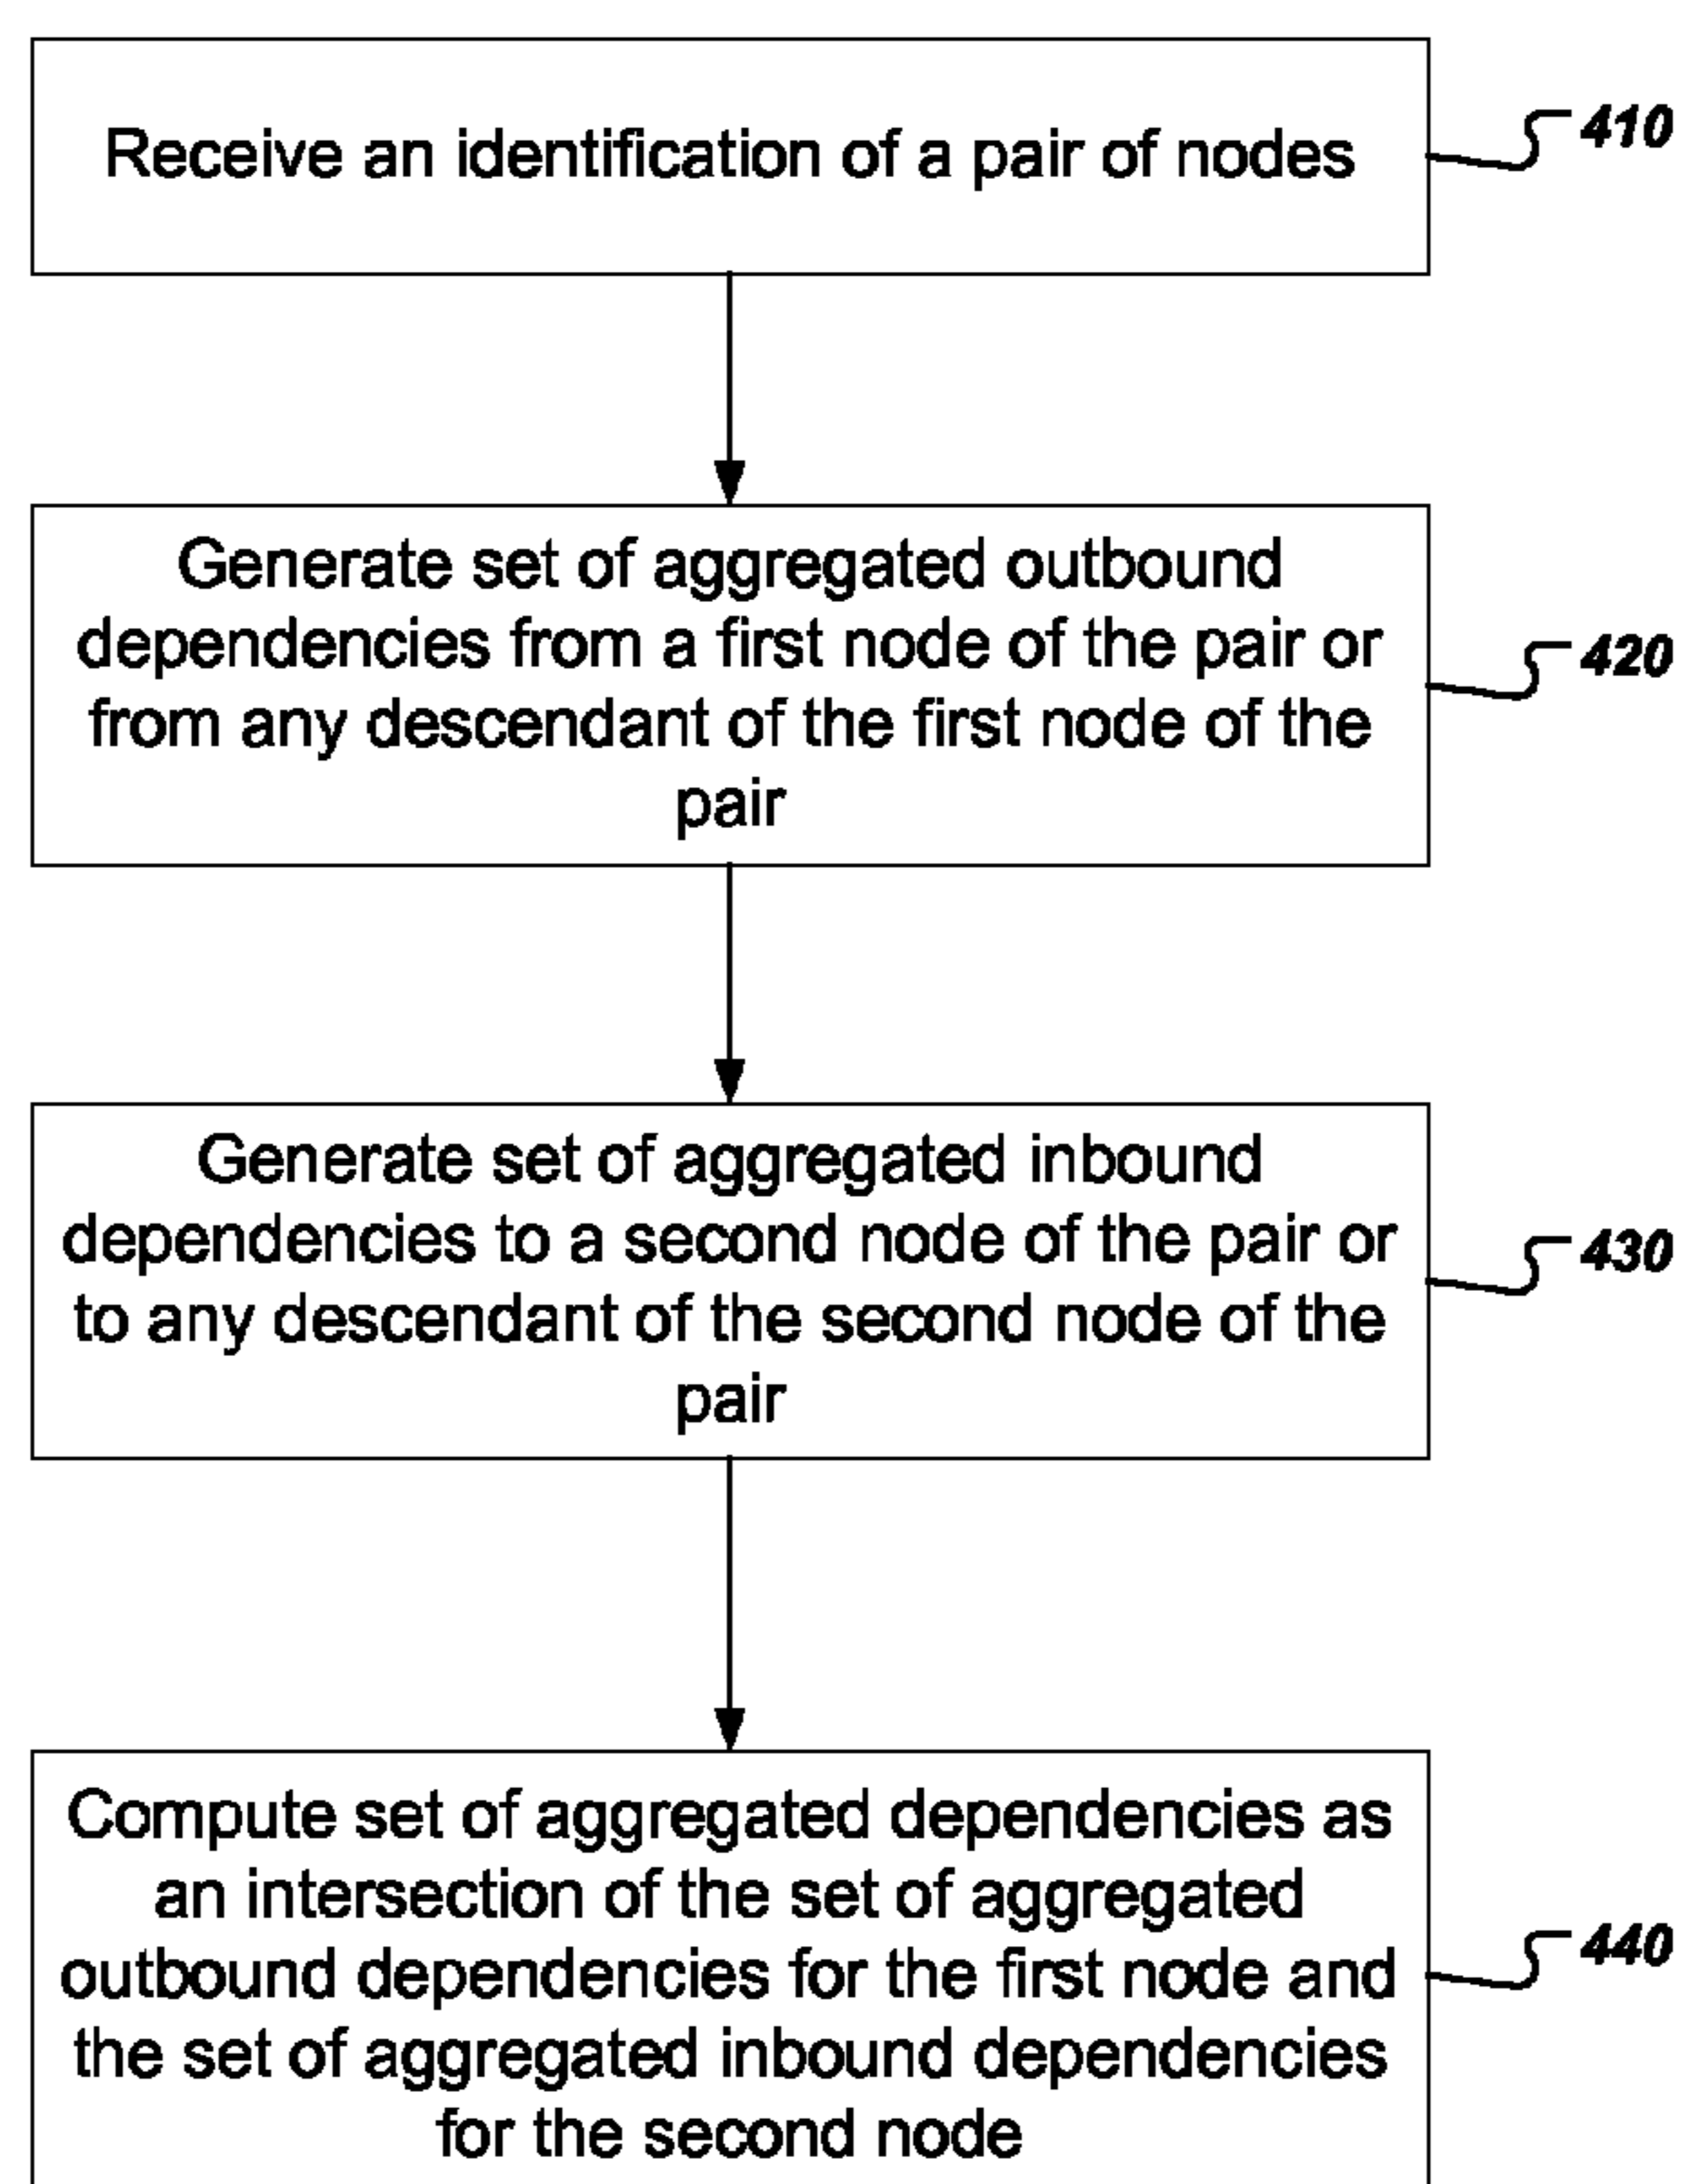 Receive an identification of a pair of nodes
410
Generate set of aggregated outbound
dependencies from a first node of the pair or
from any descendant of the first node of the
pair
420
Generate set of aggregated inbound
dependencies to a second node of the pair or
to any descendant of the second node of the
pair
430
Compute set of aggregated dependencies as
an intersection of the set of aggregated
outbound dependencies for the first node and
the set of aggregated inbound dependencies
for the second node
440